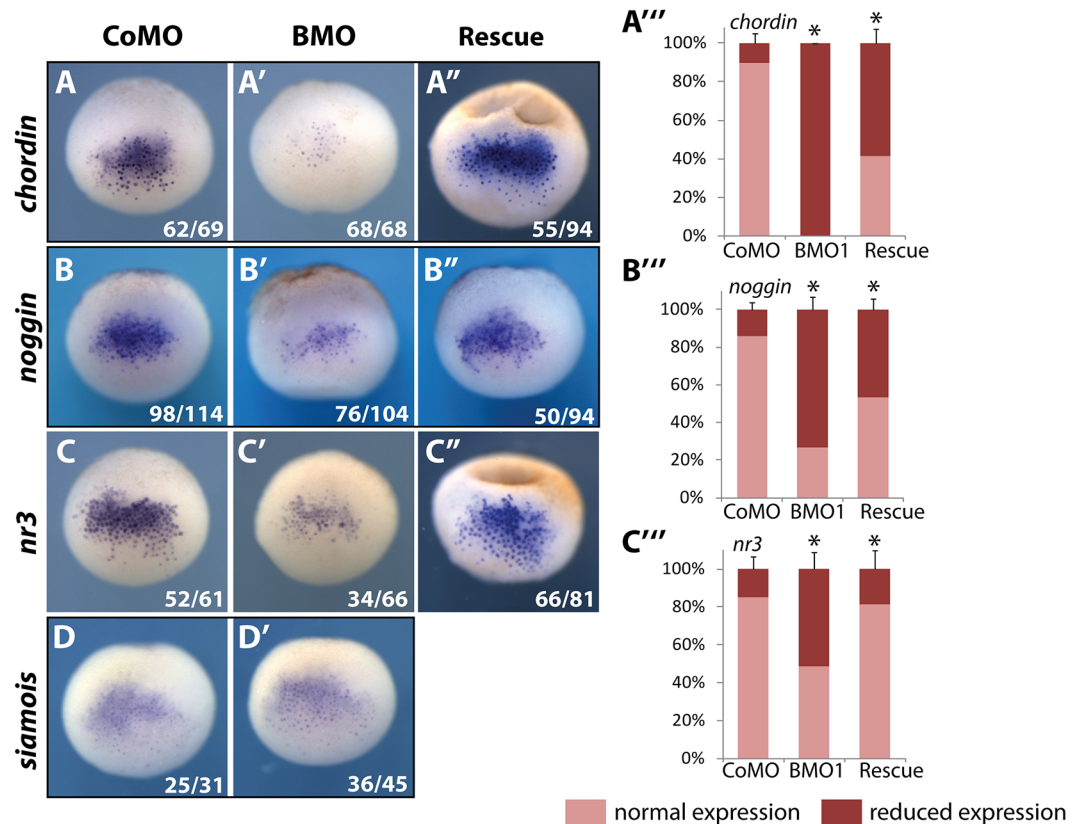 CoMO BMO Rescue
chordin
A A′ A″
62/69 68/68 55/94
noggin
B B′ B″
98/114 76/104 50/94
nr3
C C′ C″
52/61 34/66 66/81
siamois
D D′
25/31 36/45
A‴
chordin
* *
100%
80%
60%
40%
20%
0%
CoMO BMO1 Rescue
B‴
noggin
* *
100%
80%
60%
40%
20%
0%
CoMO BMO1 Rescue
C‴
nr3
* *
100%
80%
60%
40%
20%
0%
CoMO BMO1 Rescue
normal expression reduced expression